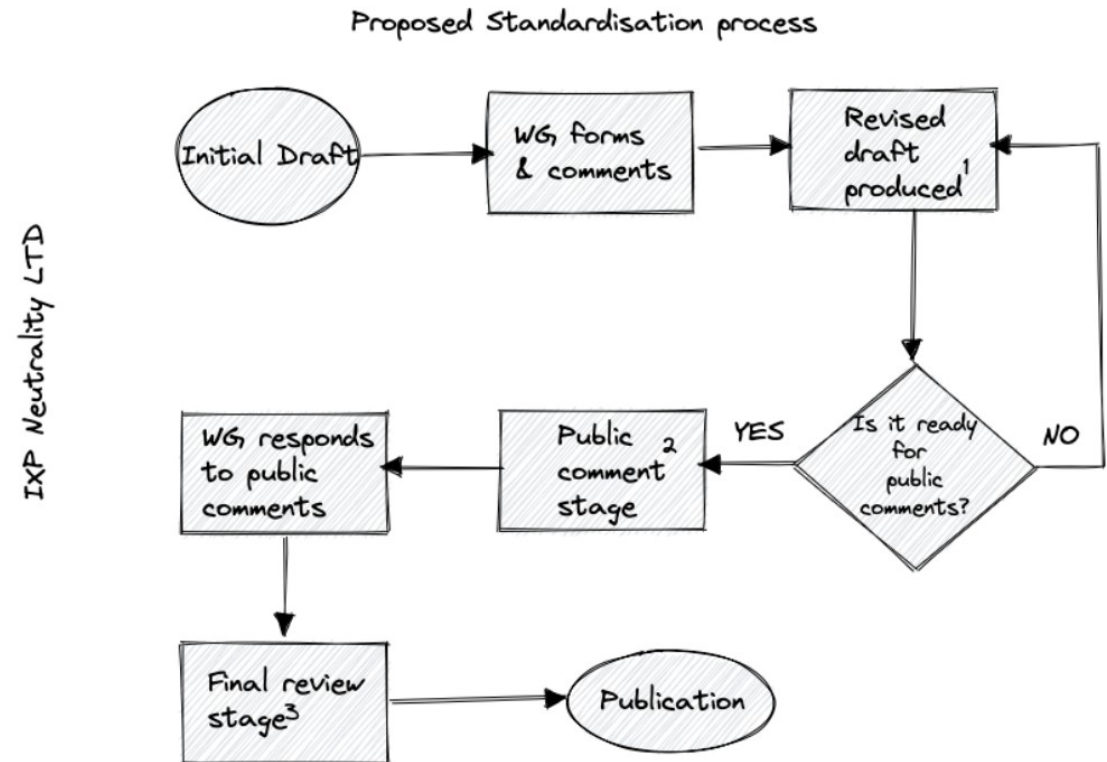 Proposed Standardisation process
Initial Draft
WG forms
& comments
Revised
draft
produced¹
IXP Neutrality LTD
WG responds
to public
comments
Public
comment²
stage
YES
Is it ready
for
public
comments?
NO
Final review
stage³
Publication